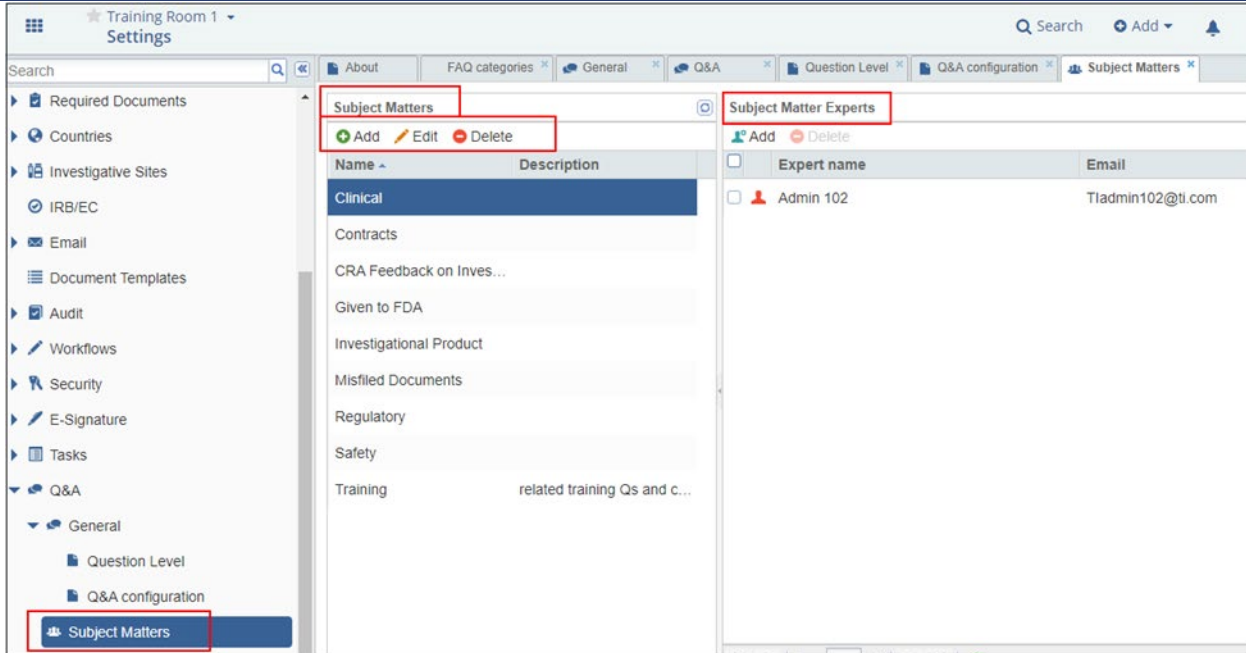 Training Room 1
Settings
Search
Add
Search
About
FAQ categories
General
Q&A
Question Level
Q&A configuration
Subject Matters
Required Documents
Countries
Investigative Sites
IRB/EC
Email
Document Templates
Audit
Workflows
Security
E-Signature
Tasks
Q&A
General
Question Level
Q&A configuration
Subject Matters
Subject Matters
Add Edit Delete
Name Description
Clinical
Contracts
CRA Feedback on Inves...
Given to FDA
Investigational Product
Misfiled Documents
Regulatory
Safety
Training related training Qs and c...
Subject Matter Experts
Add Delete
Expert name Email
Admin 102 TIadmin102@ti.com